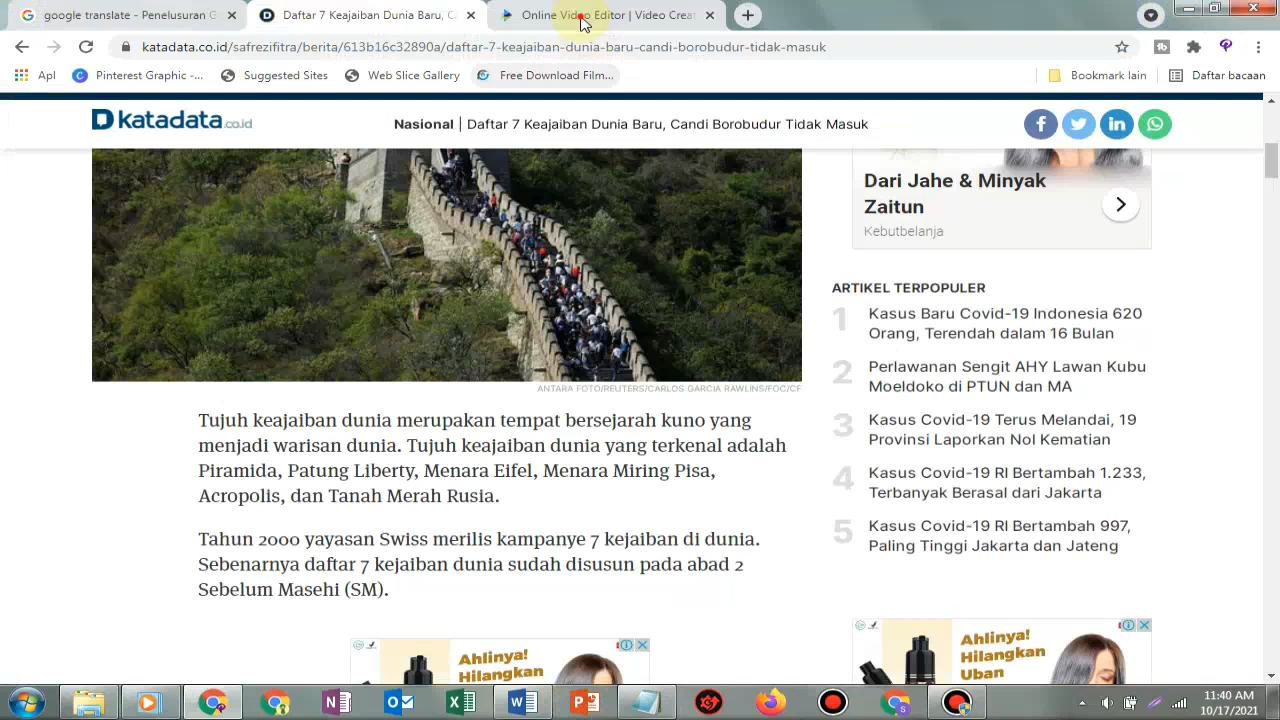 google translate - Penelusuran G
Daftar 7 Keajaiban Dunia Baru, Ca
Online Video Editor | Video Creat
katadata.co.id/safrezifitra/berita/613b16c32890a/daftar-7-keajaiban-dunia-baru-candi-borobudur-tidak-masuk
Apl
Pinterest Graphic -...
Suggested Sites
Web Slice Gallery
Free Download Film...
Bookmark lain
Daftar bacaan
katadata.co.id
Nasional | Daftar 7 Keajaiban Dunia Baru, Candi Borobudur Tidak Masuk
Dari Jahe & Minyak
Zaitun
Kebutbelanja
ANTARA FOTO/REUTERS/CARLOS GARCIA RAWLINS/FOC/CF
Tujuh keajaiban dunia merupakan tempat bersejarah kuno yang
menjadi warisan dunia. Tujuh keajaiban dunia yang terkenal adalah
Piramida, Patung Liberty, Menara Eifel, Menara Miring Pisa,
Acropolis, dan Tanah Merah Rusia.
Tahun 2000 yayasan Swiss merilis kampanye 7 kejaiban di dunia.
Sebenarnya daftar 7 kejaiban dunia sudah disusun pada abad 2
Sebelum Masehi (SM).
ARTIKEL TERPOPULER
1 Kasus Baru Covid-19 Indonesia 620
Orang, Terendah dalam 16 Bulan
2 Perlawanan Sengit AHY Lawan Kubu
Moeldoko di PTUN dan MA
3 Kasus Covid-19 Terus Melandai, 19
Provinsi Laporkan Nol Kematian
4 Kasus Covid-19 RI Bertambah 1.233,
Terbanyak Berasal dari Jakarta
5 Kasus Covid-19 RI Bertambah 997,
Paling Tinggi Jakarta dan Jateng
Ahlinya!
Hilangkan
Ahlinya!
Hilangkan
Uban
11:40 AM
10/17/2021